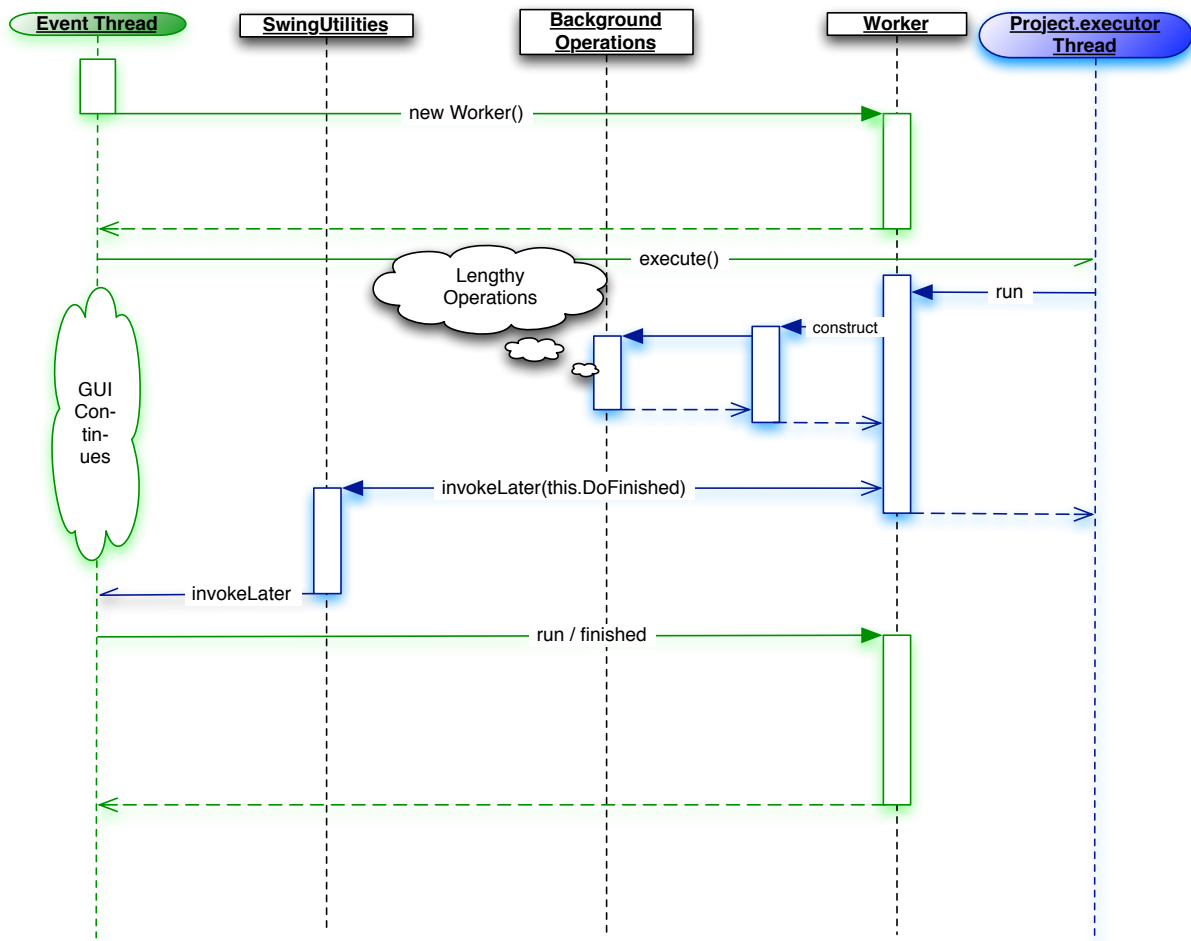 Event Thread
SwingUtilities
Background
Operations
Worker
Project.executor
Thread
new Worker()
execute()
Lengthy
Operations
run
construct
GUI
Con-
tin-
ues
invokeLater(this.DoFinished)
invokeLater
run / finished